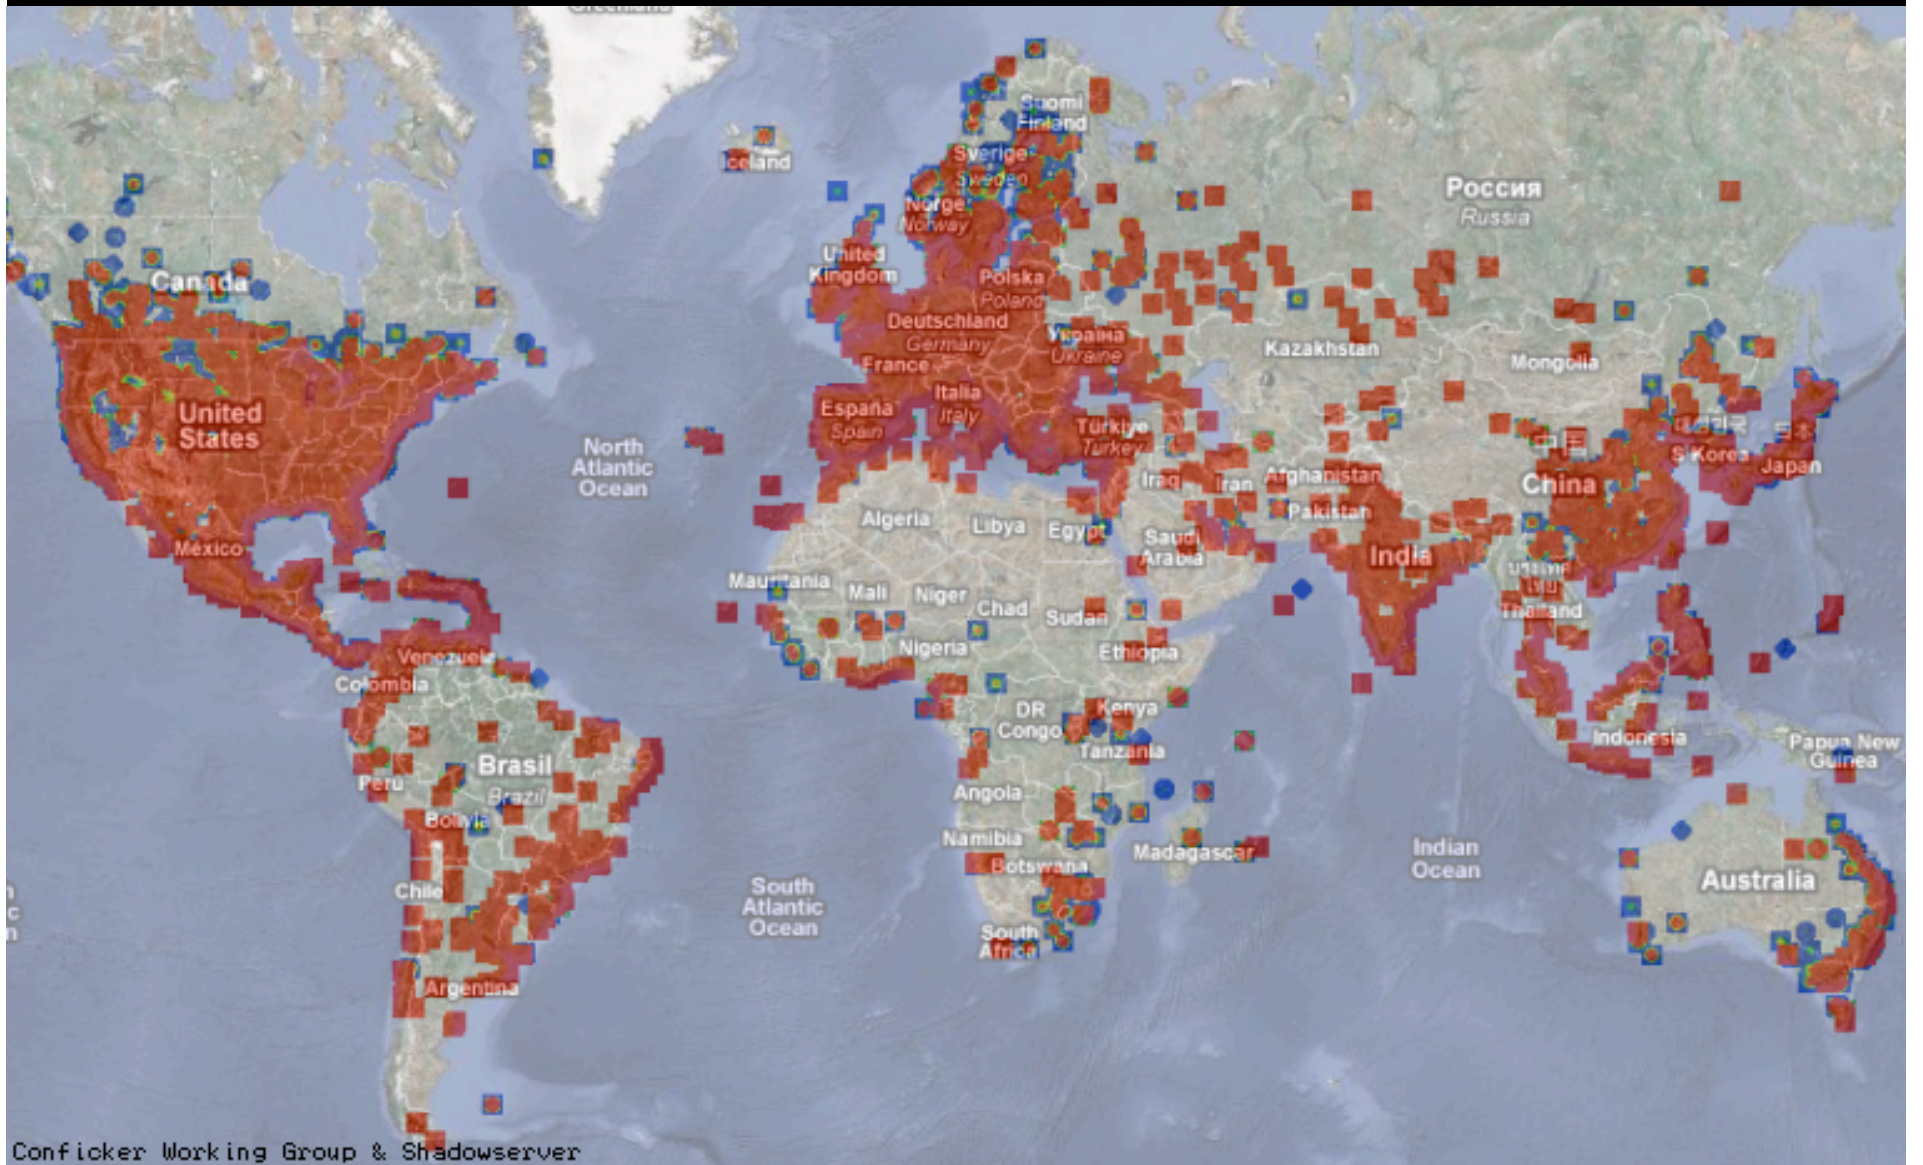 Greenland
Suomi
Finland
Iceland
Sverige
Sweden
Norge
Norway
Россия
Russia
United
Kingdom
Canada
Polska
Poland
Deutschland
Germany
Україна
Ukraine
Kazakhstan
Mongolia
France
United
States
Italia
Italy
España
Spain
Türkiye
Turkey
S Korea
Japan
North
Atlantic
Ocean
Iraq
Iran
Afghanistan
China
Pakistan
Algeria
Libya
Egypt
Saudi
Arabia
México
India
Mauritania
Mali
Niger
Chad
Sudan
Thailand
Nigeria
Ethiopia
Venezuela
Colombia
DR
Congo
Kenya
Tanzania
Indonesia
Papua New
Guinea
Brasil
Brazil
Peru
Angola
Bolivia
Namibia
Botswana
Madagascar
Indian
Ocean
Australia
Chile
South
Atlantic
Ocean
South
Africa
Argentina
Conficker Working Group & Shadowserver